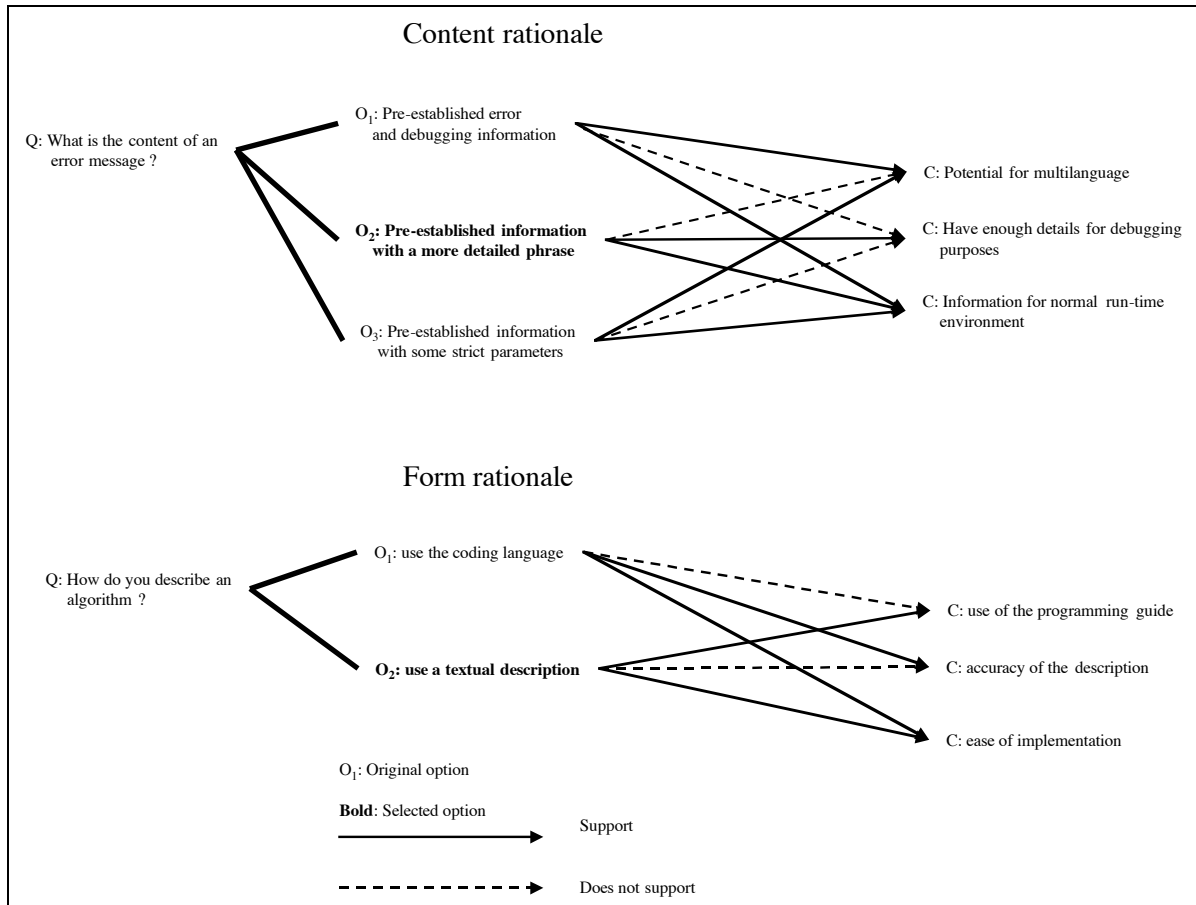 Content rationale
Q: What is the content of an
error message ?
O1: Pre-established error
and debugging information
O2: Pre-established information
with a more detailed phrase
O3: Pre-established information
with some strict parameters
C: Potential for multilanguage
C: Have enough details for debugging
purposes
C: Information for normal run-time
environment
Form rationale
Q: How do you describe an
algorithm ?
O1: use the coding language
O2: use a textual description
C: use of the programming guide
C: accuracy of the description
C: ease of implementation
O1: Original option
Bold: Selected option
Support
Does not support